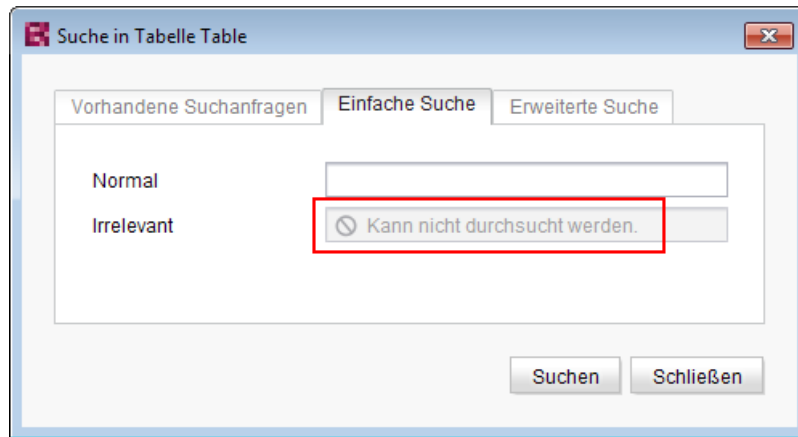 Suche in Tabelle Table
Vorhandene Suchanfragen Einfache Suche Erweiterte Suche
Normal
Irrelevant Kann nicht durchsucht werden.
Suchen Schließen